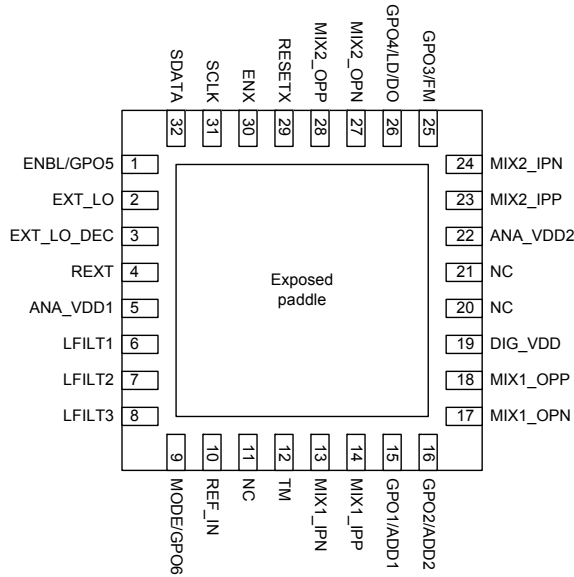 SDATA
SCLK
ENX
RESETX
MIX2_OPP
MIX2_OPN
GPO4/LD/DO
GPO3/FM
32
31
30
29
28
27
26
25
ENBL/GPO5 1
EXT_LO 2
EXT_LO_DEC 3
REXT 4
ANA_VDD1 5
LFILT1 6
LFILT2 7
LFILT3 8
Exposed
paddle
24 MIX2_IPN
23 MIX2_IPP
22 ANA_VDD2
21 NC
20 NC
19 DIG_VDD
18 MIX1_OPP
17 MIX1_OPN
9
10
11
12
13
14
15
16
MODE/GPO6
REF_IN
NC
TM
MIX1_IPN
MIX1_IPP
GPO1/ADD1
GPO2/ADD2